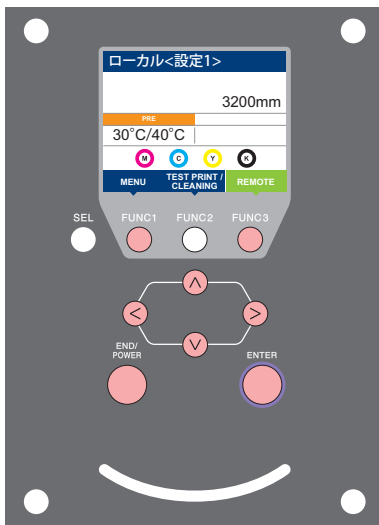 ローカル<設定1>
3200mm
PRE
30°C/40°C
M C Y K
MENU
TEST PRINT /
CLEANING
REMOTE
SEL
FUNC1
FUNC2
FUNC3
END/
POWER
ENTER